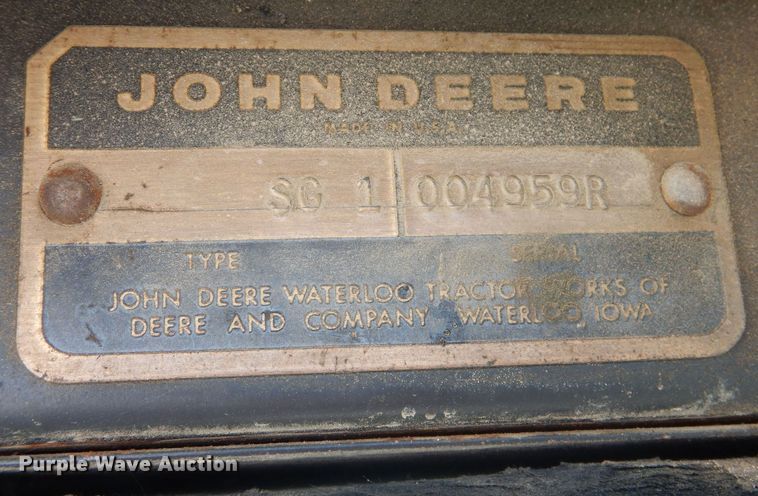 JOHN DEERE
MADE IN U.S.A.
SG 1 004959R
TYPE SERIAL
JOHN DEERE WATERLOO TRACTOR WORKS OF
DEERE AND COMPANY WATERLOO, IOWA
Purple Wave Auction